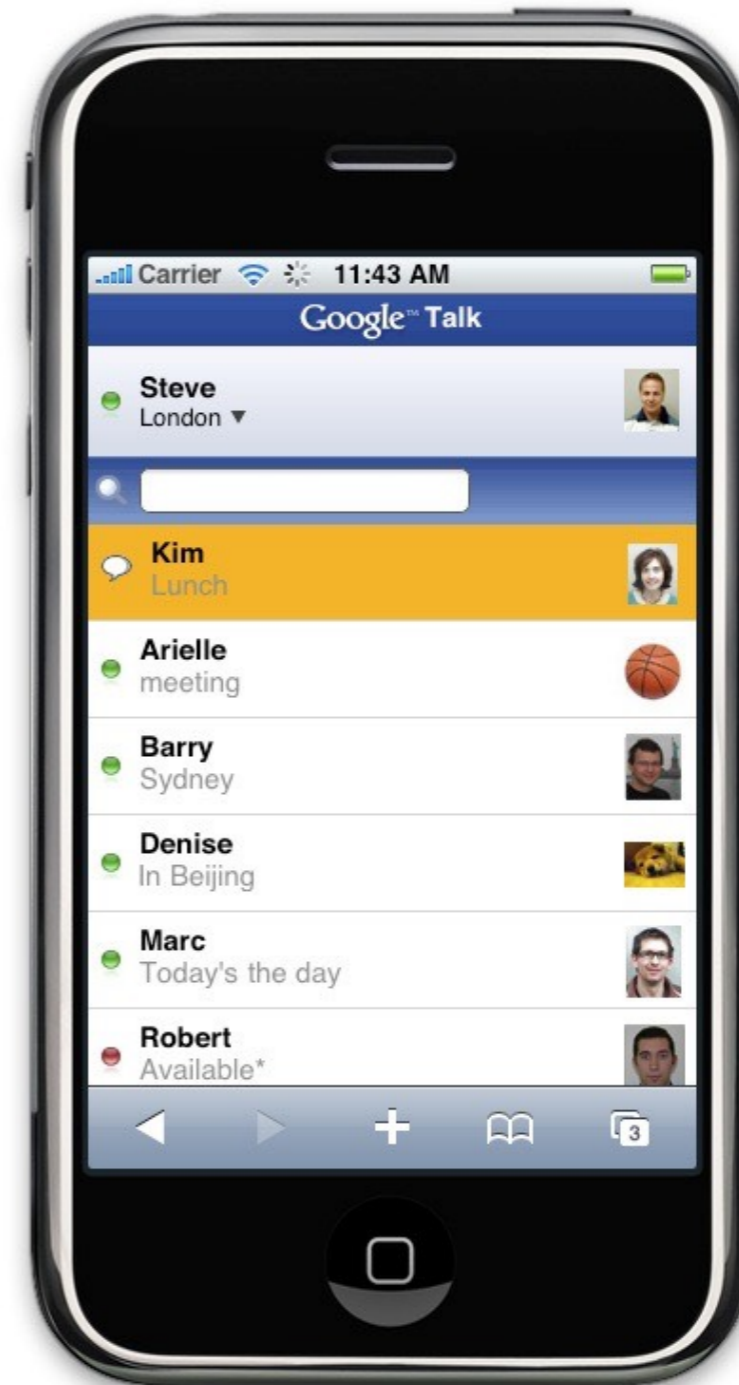 Carrier 11:43 AM
Google™ Talk
Steve
London ▼
Kim
Lunch
Arielle
meeting
Barry
Sydney
Denise
In Beijing
Marc
Today's the day
Robert
Available*
3